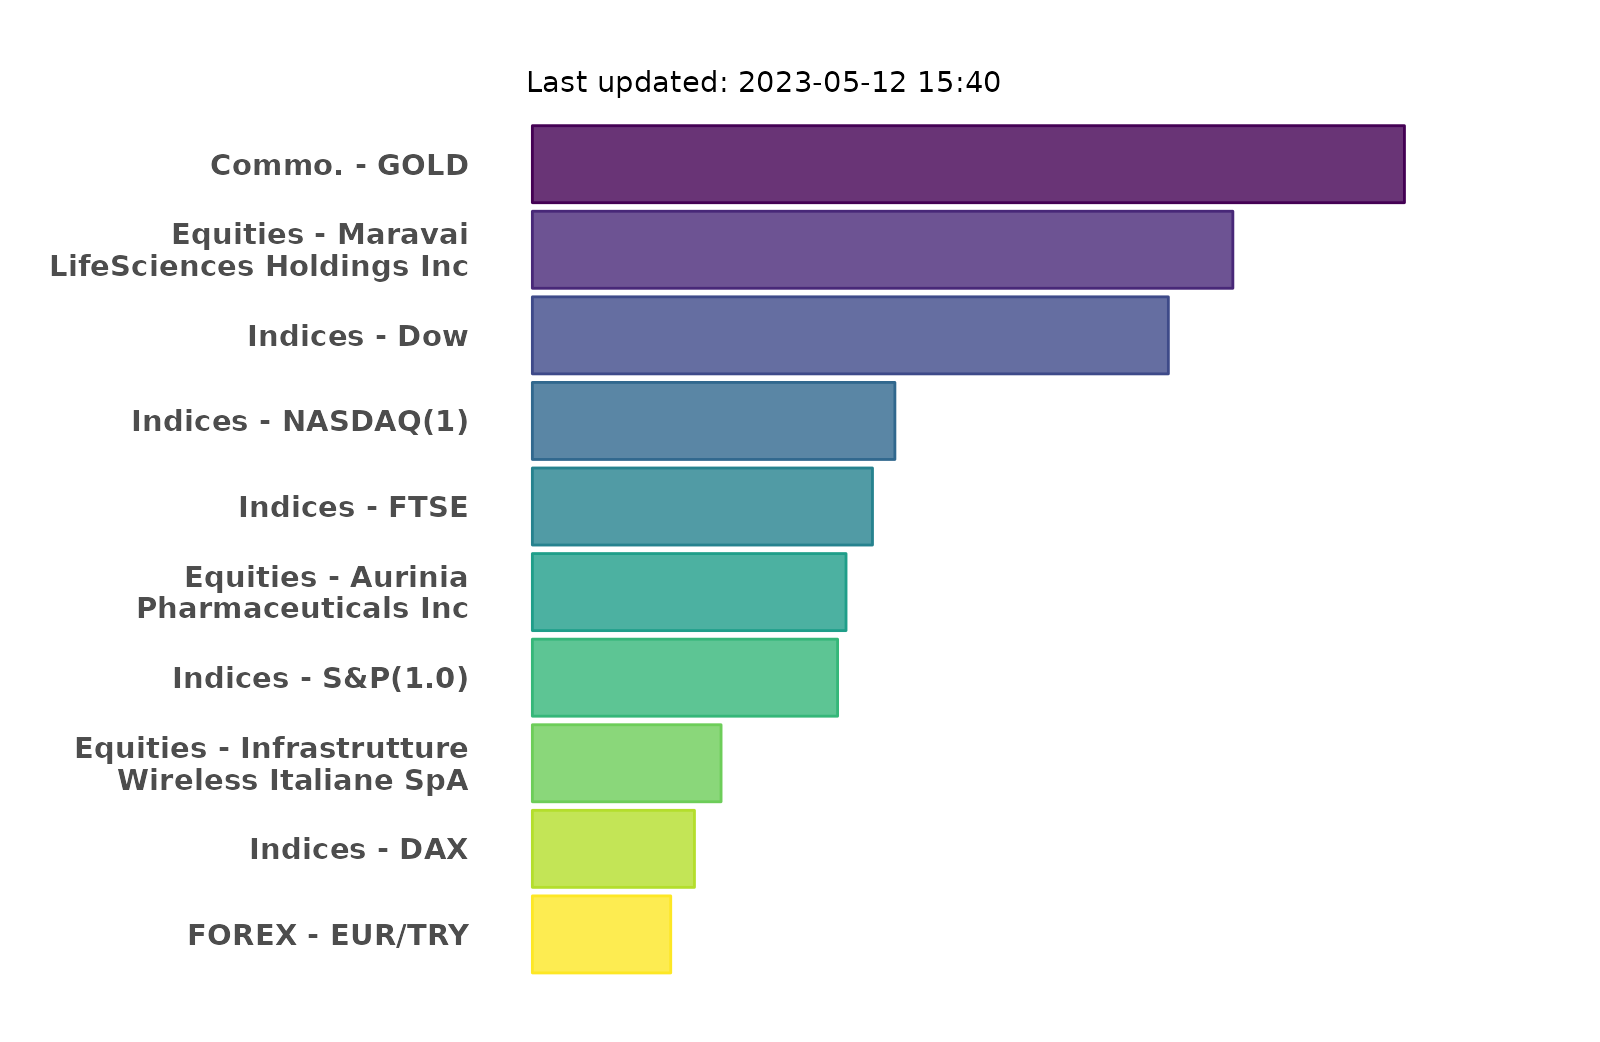 Last updated: 2023-05-12 15:40
Commo. - GOLD
Equities - Maravai
LifeSciences Holdings Inc
Indices - Dow
Indices - NASDAQ(1)
Indices - FTSE
Equities - Aurinia
Pharmaceuticals Inc
Indices - S&P(1.0)
Equities - Infrastrutture
Wireless Italiane SpA
Indices - DAX
FOREX - EUR/TRY